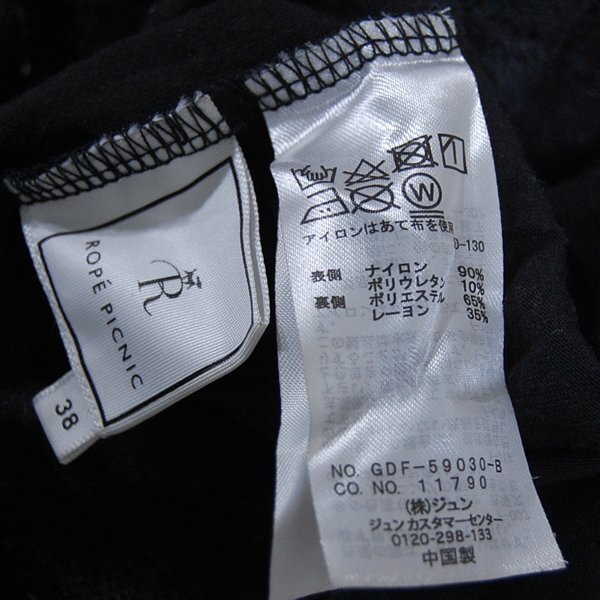 R
ROPÉ PICNIC
38
W
アイロンはあて布を使用
D-130
表側 ナイロン 90%
ポリウレタン 10%
裏側 ポリエステル 65%
レーヨン 35%
NO. GDF-59030-B
CO. NO. 11790
(株)ジュン
ジュン カスタマーセンター
0120-298-133
中国製